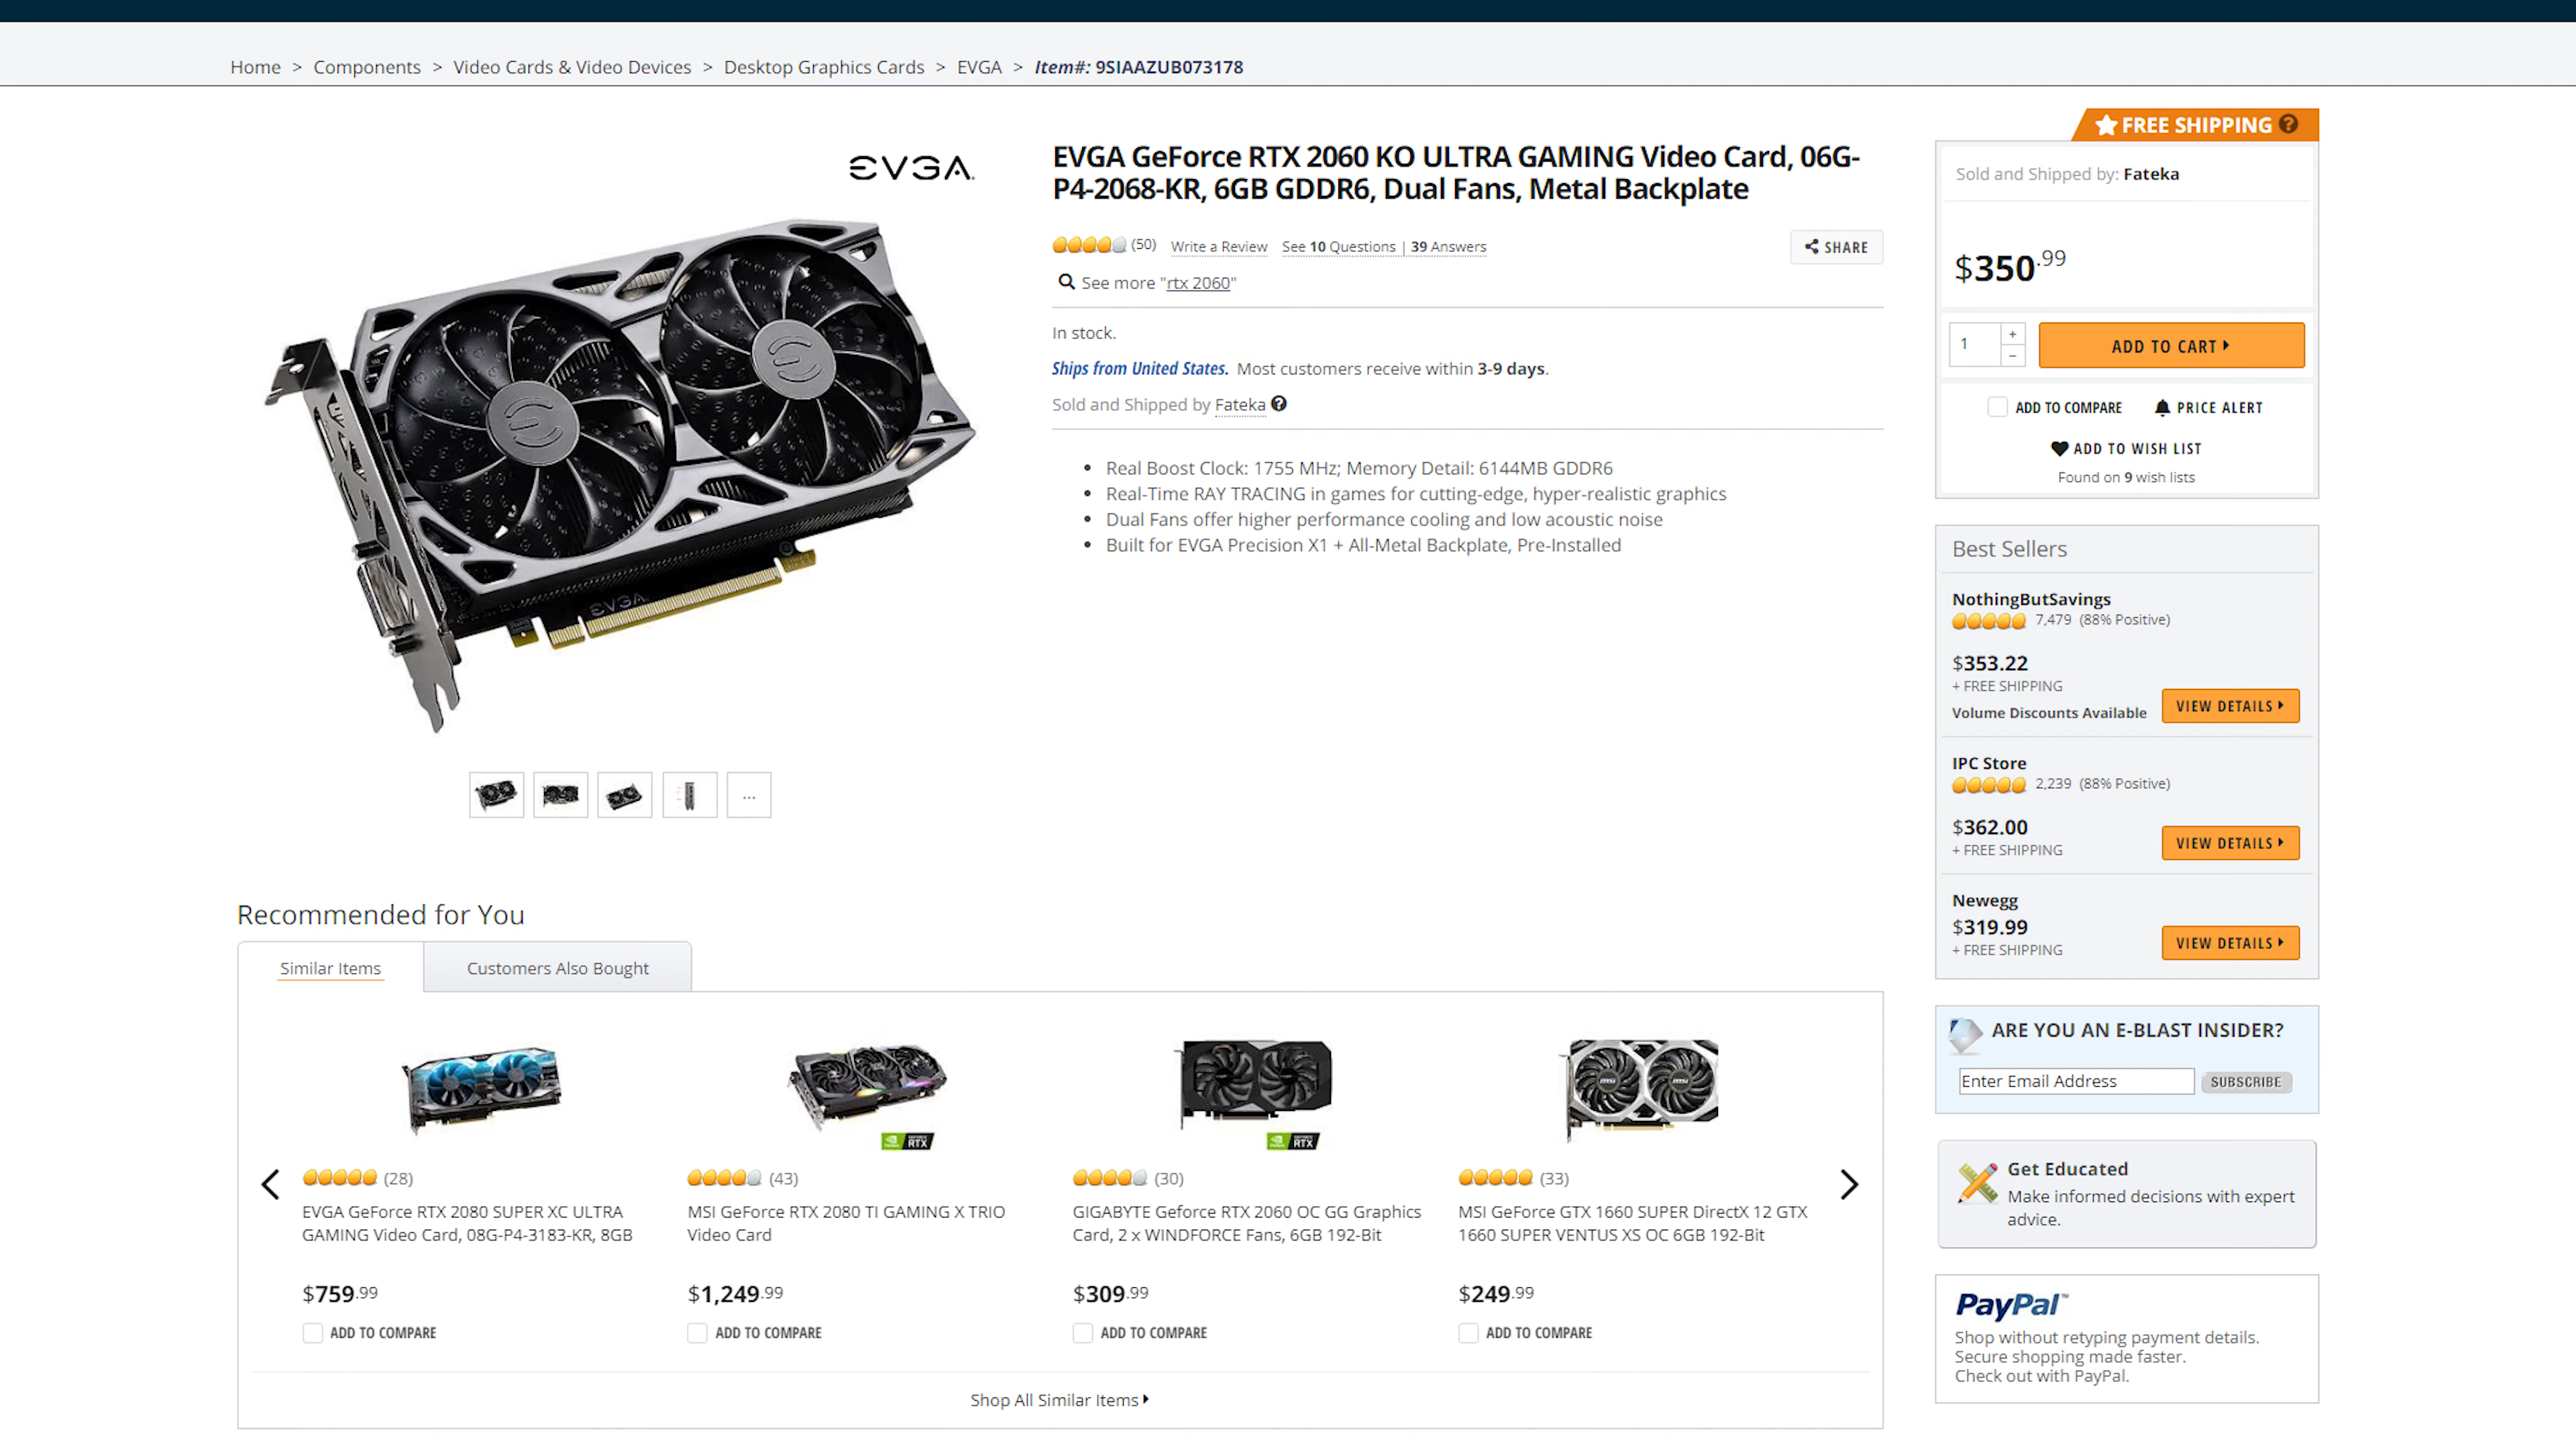 Home > Components > Video Cards & Video Devices > Desktop Graphics Cards > EVGA > Item#: 9SIAAZUB073178
EVGA
EVGA
EVGA GeForce RTX 2060 KO ULTRA GAMING Video Card, 06G-
P4-2068-KR, 6GB GDDR6, Dual Fans, Metal Backplate
(50) Write a Review See 10 Questions | 39 Answers
SHARE
See more "rtx 2060"
In stock.
Ships from United States. Most customers receive within 3-9 days.
Sold and Shipped by Fateka
Real Boost Clock: 1755 MHz; Memory Detail: 6144MB GDDR6
Real-Time RAY TRACING in games for cutting-edge, hyper-realistic graphics
Dual Fans offer higher performance cooling and low acoustic noise
Built for EVGA Precision X1 + All-Metal Backplate, Pre-Installed
...
FREE SHIPPING ?
Sold and Shipped by: Fateka
$350.99
1 + −
ADD TO CART
ADD TO COMPARE PRICE ALERT
ADD TO WISH LIST
Found on 9 wish lists
Best Sellers
NothingButSavings
7,479 (88% Positive)
$353.22
+ FREE SHIPPING
Volume Discounts Available
VIEW DETAILS
IPC Store
2,239 (88% Positive)
$362.00
+ FREE SHIPPING
VIEW DETAILS
Newegg
$319.99
+ FREE SHIPPING
VIEW DETAILS
ARE YOU AN E-BLAST INSIDER?
Enter Email Address SUBSCRIBE
Get Educated
Make informed decisions with expert
advice.
PayPal™
Shop without retyping payment details.
Secure shopping made faster.
Check out with PayPal.
Recommended for You
Similar Items Customers Also Bought
(28)
EVGA GeForce RTX 2080 SUPER XC ULTRA
GAMING Video Card, 08G-P4-3183-KR, 8GB
$759.99
ADD TO COMPARE
RTX
(43)
MSI GeForce RTX 2080 TI GAMING X TRIO
Video Card
$1,249.99
ADD TO COMPARE
RTX
(30)
GIGABYTE Geforce RTX 2060 OC GG Graphics
Card, 2 x WINDFORCE Fans, 6GB 192-Bit
$309.99
ADD TO COMPARE
(33)
MSI GeForce GTX 1660 SUPER DirectX 12 GTX
1660 SUPER VENTUS XS OC 6GB 192-Bit
$249.99
ADD TO COMPARE
Shop All Similar Items